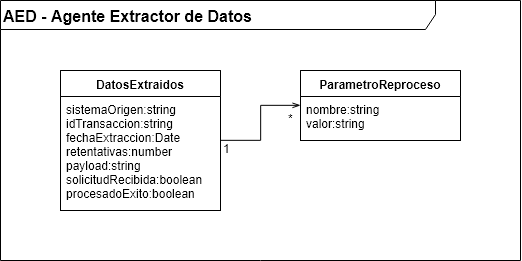 AED - Agente Extractor de Datos
DatosExtraidos
sistemaOrigen:string
idTransaccion:string
fechaExtraccion:Date
retentativas:number
payload:string
solicitudRecibida:boolean
procesadoExito:boolean
1
*
ParametroReproceso
nombre:string
valor:string